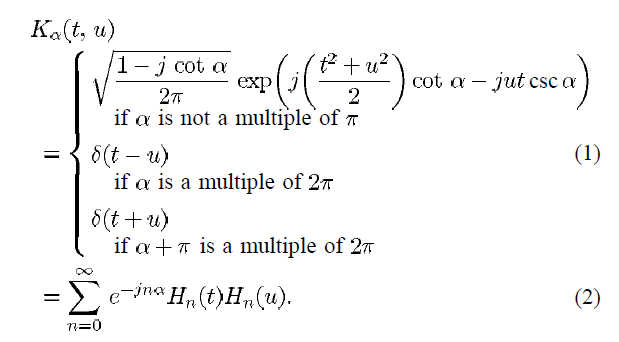 K_α(t, u)
= { √((1 − j cot α)/(2π)) exp(j((t² + u²)/2) cot α − jut csc α)
if α is not a multiple of π
δ(t − u) (1)
if α is a multiple of 2π
δ(t + u)
if α + π is a multiple of 2π
= ∑_{n=0}^{∞} e^{−jnα} H_n(t)H_n(u). (2)